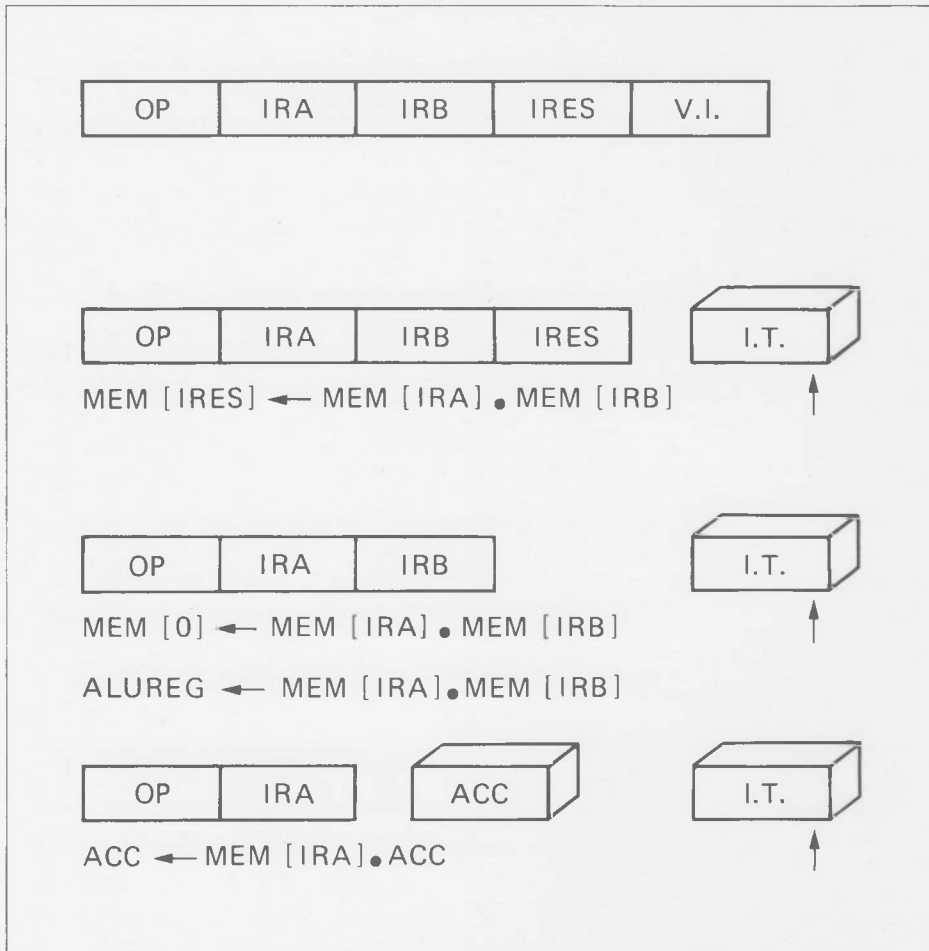 OP IRA IRB IRES V.I.
OP IRA IRB IRES I.T.
MEM [IRES] ← MEM [IRA] • MEM [IRB]
OP IRA IRB I.T.
MEM [0] ← MEM [IRA] • MEM [IRB]
ALUREG ← MEM [IRA] • MEM [IRB]
OP IRA ACC I.T.
ACC ← MEM [IRA] • ACC